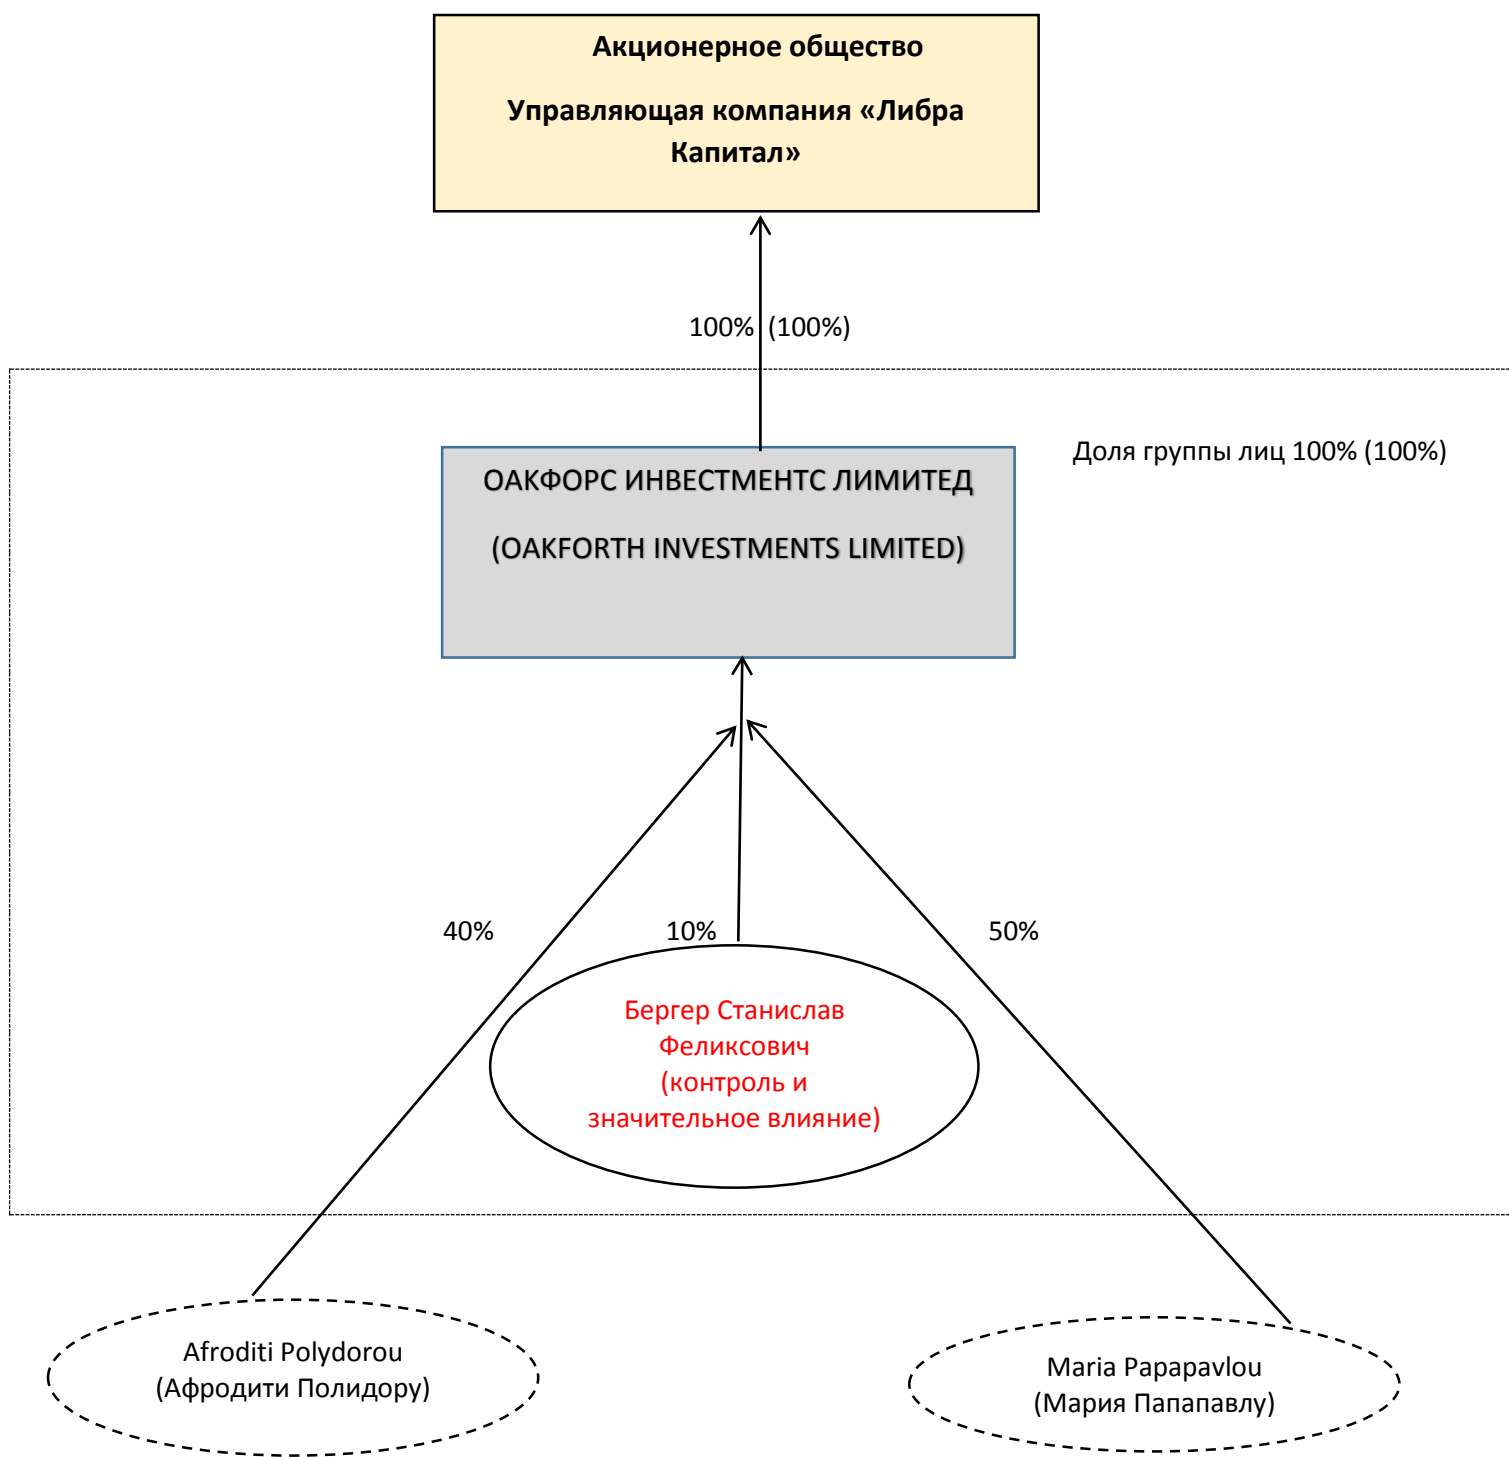 Акционерное общество
Управляющая компания «Либра
Капитал»
100% (100%)
Доля группы лиц 100% (100%)
ОАКФОРС ИНВЕСТМЕНТС ЛИМИТЕД
(OAKFORTH INVESTMENTS LIMITED)
40%
10%
50%
Бергер Станислав
Феликсович
(контроль и
значительное влияние)
Afroditi Polydorou
(Афродити Полидору)
Maria Papapavlou
(Мария Папапавлу)